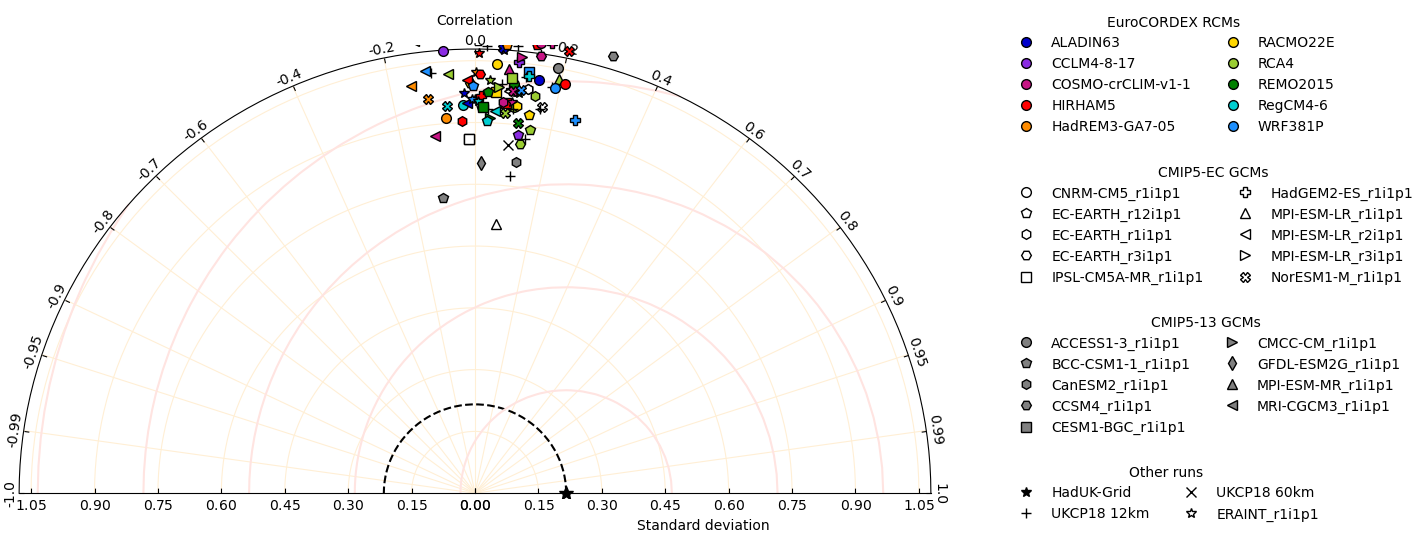 Correlation
0.0
-0.2
-0.4
0.4
-0.6
0.6
-0.7
0.7
-0.8
0.8
-0.9
0.9
-0.95
0.95
-0.99
0.99
-1.0
1.0
1.05 0.90 0.75 0.60 0.45 0.30 0.15 0.00 0.15 0.30 0.45 0.60 0.75 0.90 1.05
Standard deviation
EuroCORDEX RCMs
ALADIN63 RACMO22E
CCLM4-8-17 RCA4
COSMO-crCLIM-v1-1 REMO2015
HIRHAM5 RegCM4-6
HadREM3-GA7-05 WRF381P
CMIP5-EC GCMs
CNRM-CM5_r1i1p1 HadGEM2-ES_r1i1p1
EC-EARTH_r12i1p1 MPI-ESM-LR_r1i1p1
EC-EARTH_r1i1p1 MPI-ESM-LR_r2i1p1
EC-EARTH_r3i1p1 MPI-ESM-LR_r3i1p1
IPSL-CM5A-MR_r1i1p1 NorESM1-M_r1i1p1
CMIP5-13 GCMs
ACCESS1-3_r1i1p1 CMCC-CM_r1i1p1
BCC-CSM1-1_r1i1p1 GFDL-ESM2G_r1i1p1
CanESM2_r1i1p1 MPI-ESM-MR_r1i1p1
CCSM4_r1i1p1 MRI-CGCM3_r1i1p1
CESM1-BGC_r1i1p1
Other runs
HadUK-Grid UKCP18 60km
UKCP18 12km ERAINT_r1i1p1